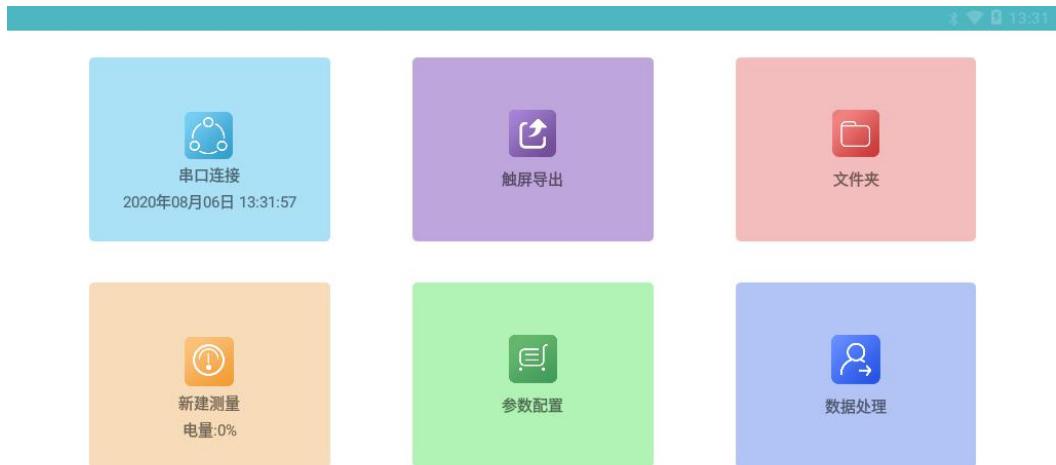 13:31
串口连接
2020年08月06日 13:31:57
触屏导出
文件夹
新建测量
电量:0%
参数配置
数据处理